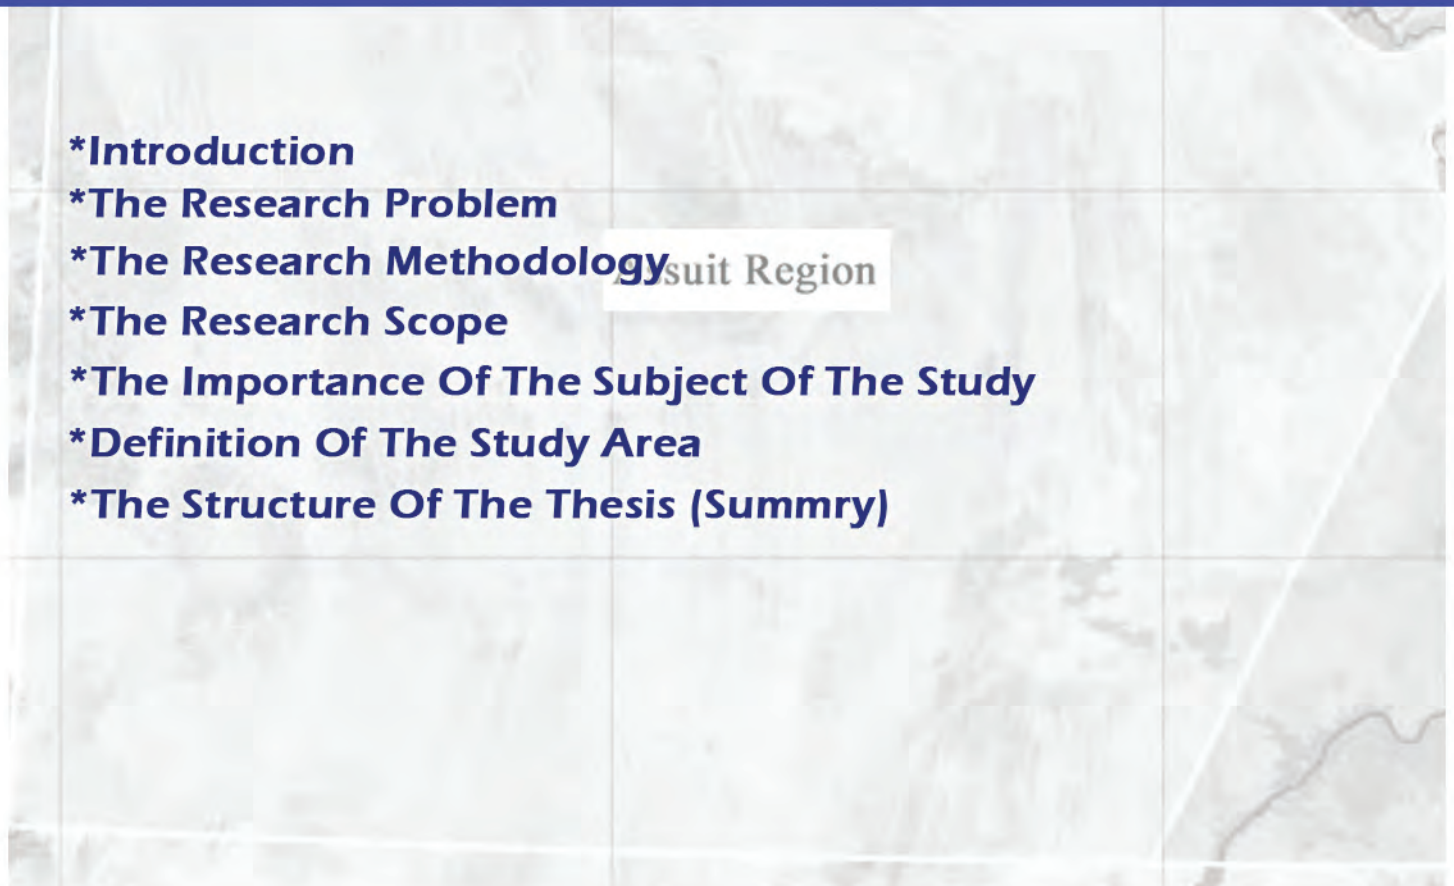 *Introduction
*The Research Problem
*The Research Methodology
Assuit Region
*The Research Scope
*The Importance Of The Subject Of The Study
*Definition Of The Study Area
*The Structure Of The Thesis (Summry)